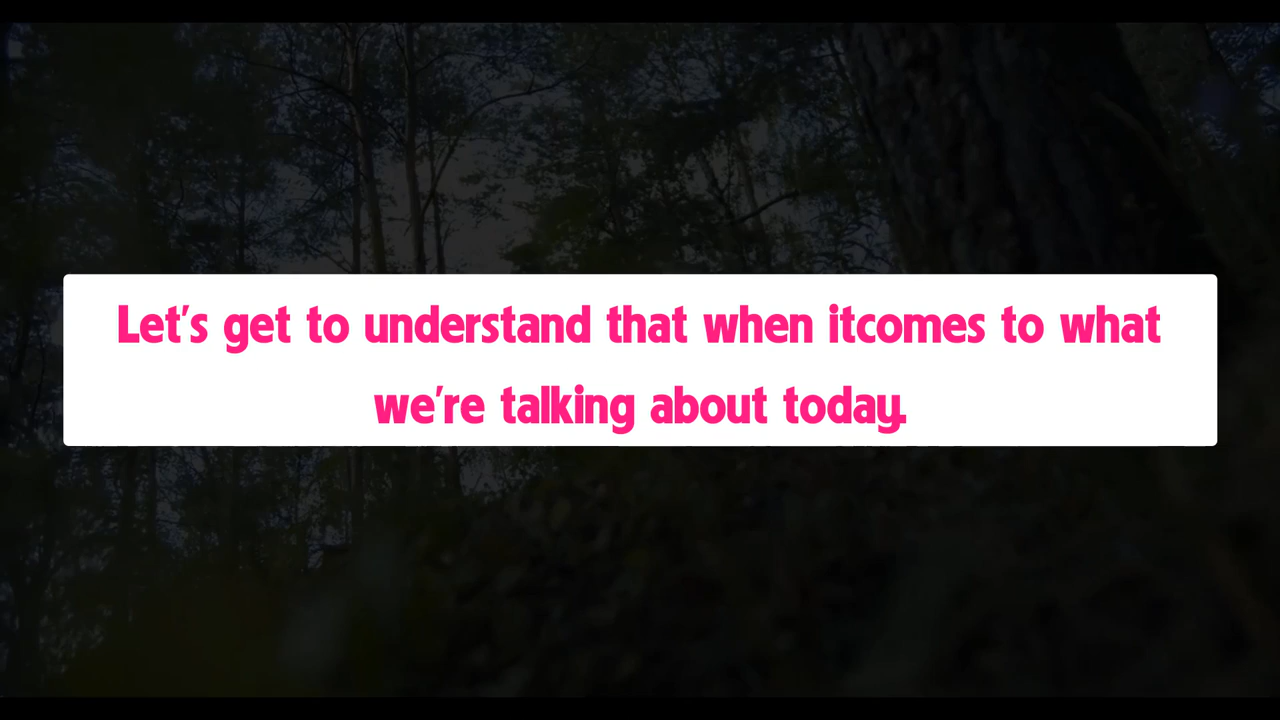 Let's get to understand that when itcomes to what
we're talking about today.